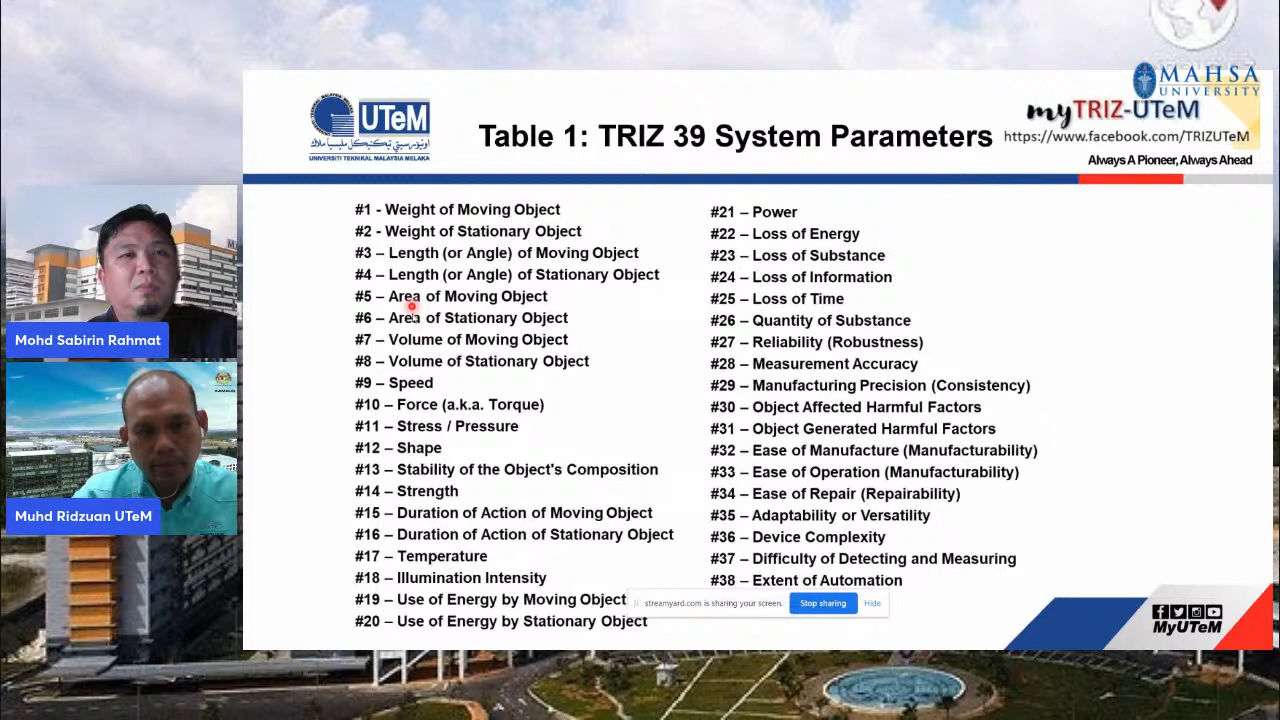 MAHSA
UNIVERSITY
UTeM
اونيۏرسيتي تيكنيكل مليسيا ملاك
UNIVERSITI TEKNIKAL MALAYSIA MELAKA
Table 1: TRIZ 39 System Parameters
myTRIZ-UTeM
https://www.facebook.com/TRIZUTeM
Always A Pioneer, Always Ahead
#1 - Weight of Moving Object
#2 - Weight of Stationary Object
#3 – Length (or Angle) of Moving Object
#4 – Length (or Angle) of Stationary Object
#5 – Area of Moving Object
#6 – Area of Stationary Object
#7 – Volume of Moving Object
#8 – Volume of Stationary Object
#9 – Speed
#10 – Force (a.k.a. Torque)
#11 – Stress / Pressure
#12 – Shape
#13 – Stability of the Object's Composition
#14 – Strength
#15 – Duration of Action of Moving Object
#16 – Duration of Action of Stationary Object
#17 – Temperature
#18 – Illumination Intensity
#19 – Use of Energy by Moving Object
#20 – Use of Energy by Stationary Object
#21 – Power
#22 – Loss of Energy
#23 – Loss of Substance
#24 – Loss of Information
#25 – Loss of Time
#26 – Quantity of Substance
#27 – Reliability (Robustness)
#28 – Measurement Accuracy
#29 – Manufacturing Precision (Consistency)
#30 – Object Affected Harmful Factors
#31 – Object Generated Harmful Factors
#32 – Ease of Manufacture (Manufacturability)
#33 – Ease of Operation (Manufacturability)
#34 – Ease of Repair (Repairability)
#35 – Adaptability or Versatility
#36 – Device Complexity
#37 – Difficulty of Detecting and Measuring
#38 – Extent of Automation
streamyard.com is sharing your screen.
Stop sharing
Hide
MyUTeM
Mohd Sabirin Rahmat
Muhd Ridzuan UTeM